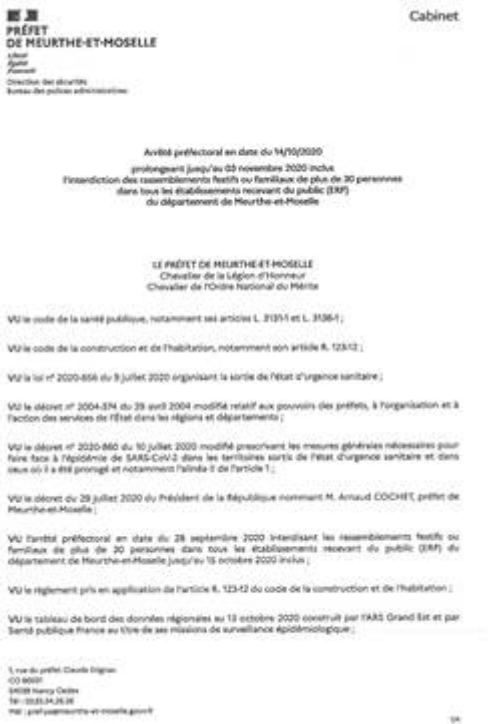 Cabinet
PRÉFET
DE MEURTHE-ET-MOSELLE
Liberté
Égalité
Fraternité
Direction des sécurités
Bureau des polices administratives
Arrêté préfectoral en date du 14/10/2020
prolongeant jusqu'au 03 novembre 2020 inclus
l'interdiction des rassemblements festifs ou familiaux de plus de 30 personnes
dans tous les établissements recevant du public (ERP)
du département de Meurthe-et-Moselle
LE PRÉFET DE MEURTHE-ET-MOSELLE
Chevalier de la Légion d'Honneur
Chevalier de l'Ordre National du Mérite
VU le code de la santé publique, notamment ses articles L. 3131-1 et L. 3136-1 ;
VU le code de la construction et de l'habitation, notamment son article R. 123-12 ;
VU la loi n° 2020-856 du 9 juillet 2020 organisant la sortie de l'état d'urgence sanitaire ;
VU le décret n° 2004-374 du 29 avril 2004 modifié relatif aux pouvoirs des préfets, à l'organisation et à
l'action des services de l'État dans les régions et départements ;
VU le décret n° 2020-860 du 10 juillet 2020 modifié prescrivant les mesures générales nécessaires pour
faire face à l'épidémie de SARS-CoV-2 dans les territoires sortis de l'état d'urgence sanitaire et dans
ceux où il a été prorogé et notamment l'alinéa II de l'article 1 ;
VU le décret du 29 juillet 2020 du Président de la République nommant M. Arnaud COCHET, préfet de
Meurthe-et-Moselle ;
VU l'arrêté préfectoral en date du 28 septembre 2020 interdisant les rassemblements festifs ou
familiaux de plus de 30 personnes dans tous les établissements recevant du public (ERP) du
département de Meurthe-et-Moselle jusqu'au 15 octobre 2020 inclus ;
VU le règlement pris en application de l'article R. 123-12 du code de la construction et de l'habitation ;
VU le tableau de bord des données régionales au 13 octobre 2020 construit par l'ARS Grand Est et par
Santé publique France au titre de ses missions de surveillance épidémiologique ;
1, rue du préfet Claude Érignac
54038 Nancy Cedex